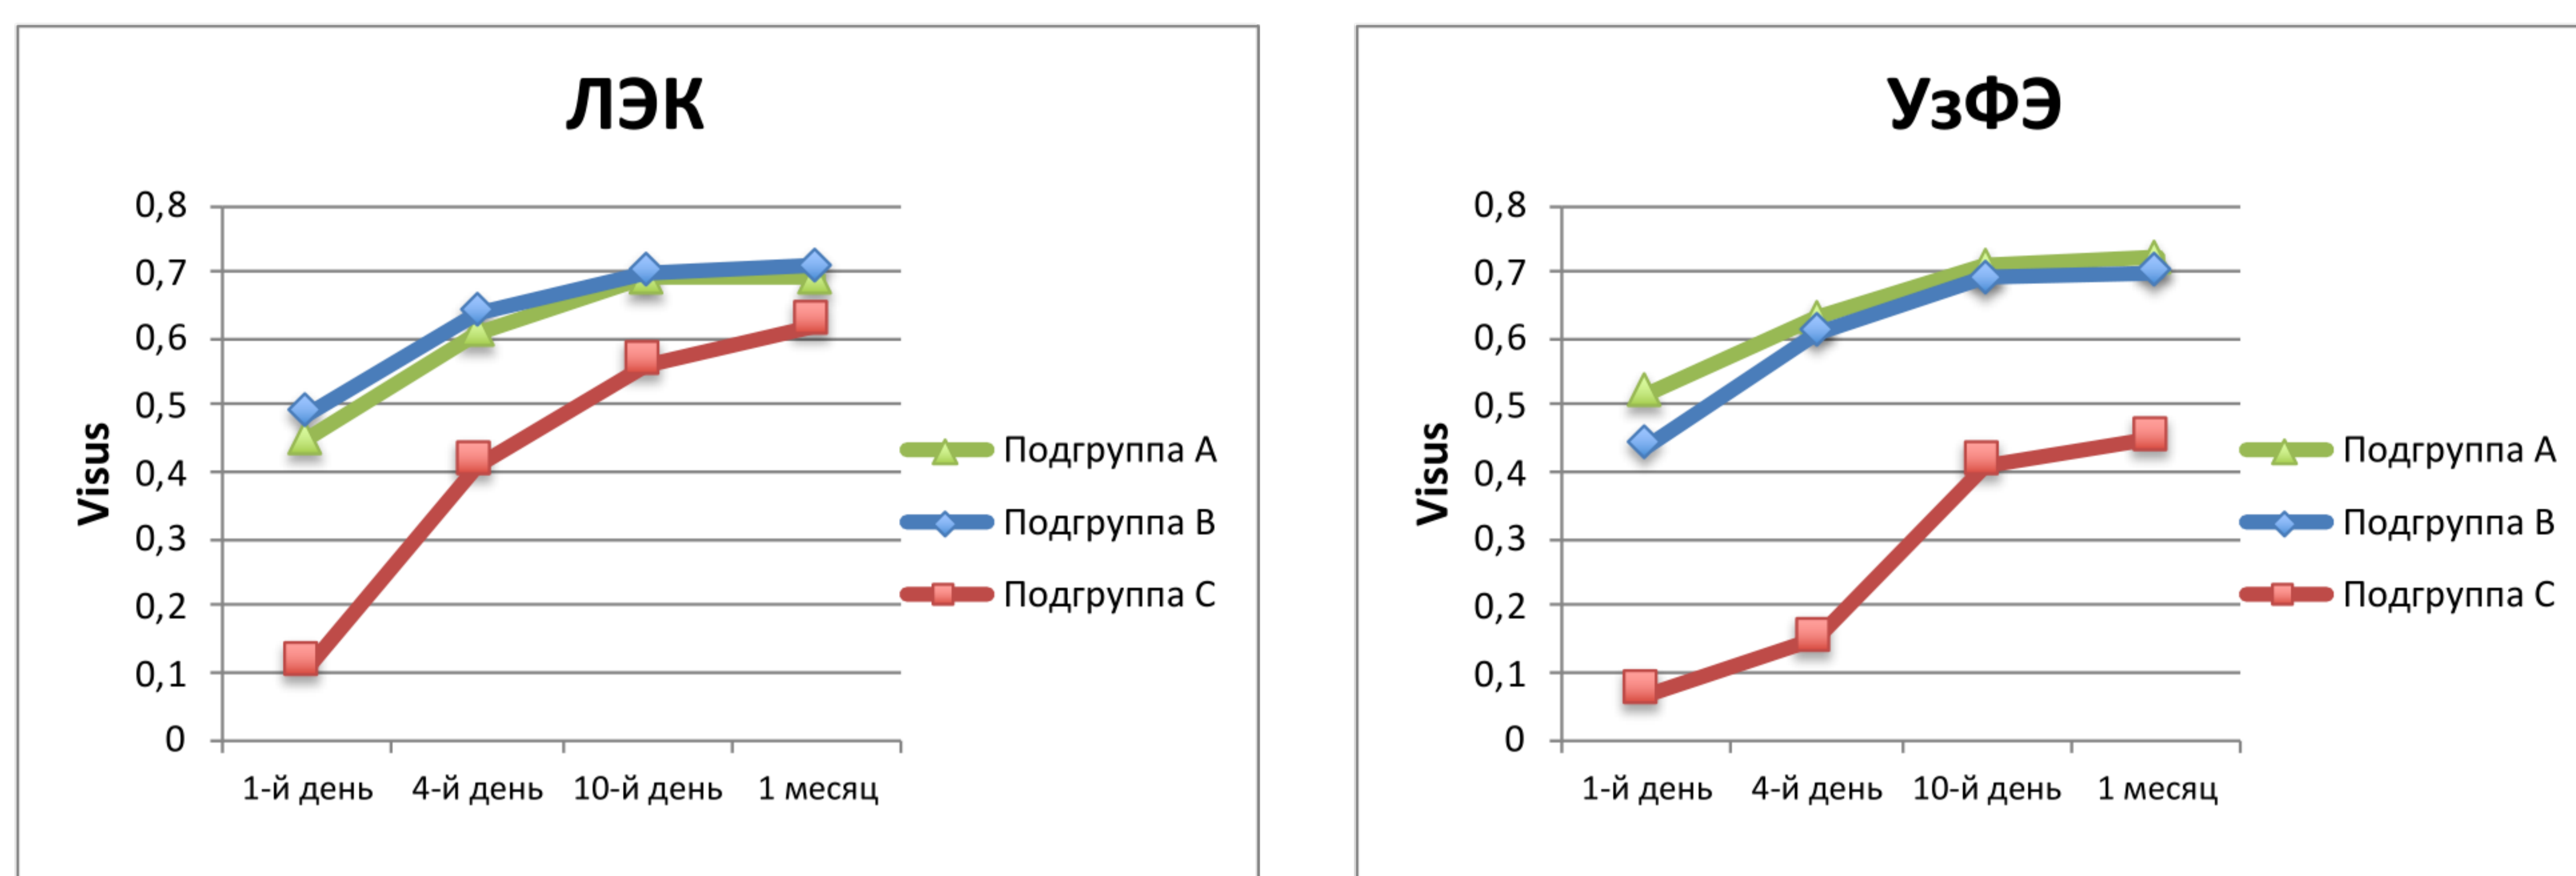 ЛЭК
0,8
0,7
0,6
0,5
0,4
0,3
0,2
0,1
0
Visus
1-й день 4-й день 10-й день 1 месяц
Подгруппа А
Подгруппа В
Подгруппа С
УзФЭ
0,8
0,7
0,6
0,5
0,4
0,3
0,2
0,1
0
Visus
1-й день 4-й день 10-й день 1 месяц
Подгруппа А
Подгруппа В
Подгруппа С